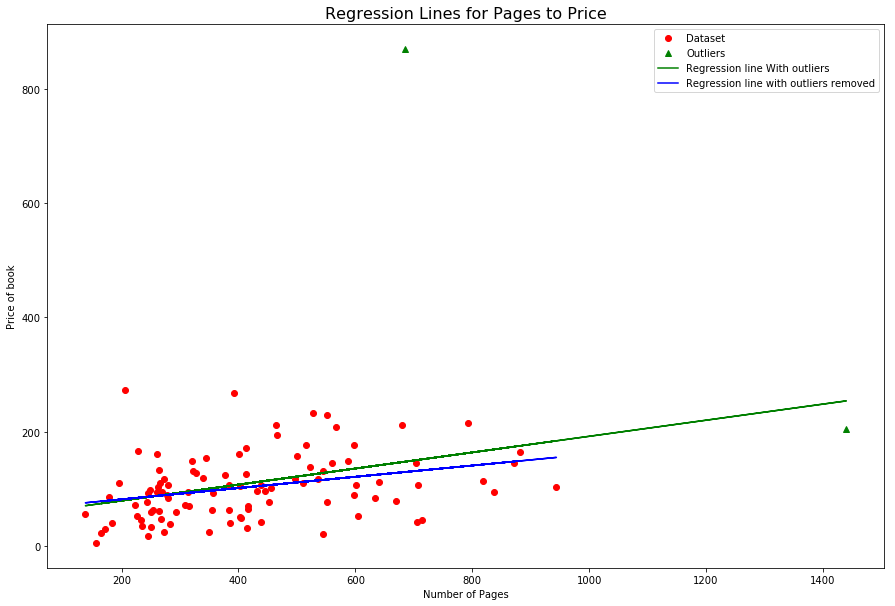 Regression Lines for Pages to Price
Dataset
Outliers
Regression line With outliers
Regression line with outliers removed
800
600
400
200
0
Price of book
200 400 600 800 1000 1200 1400
Number of Pages